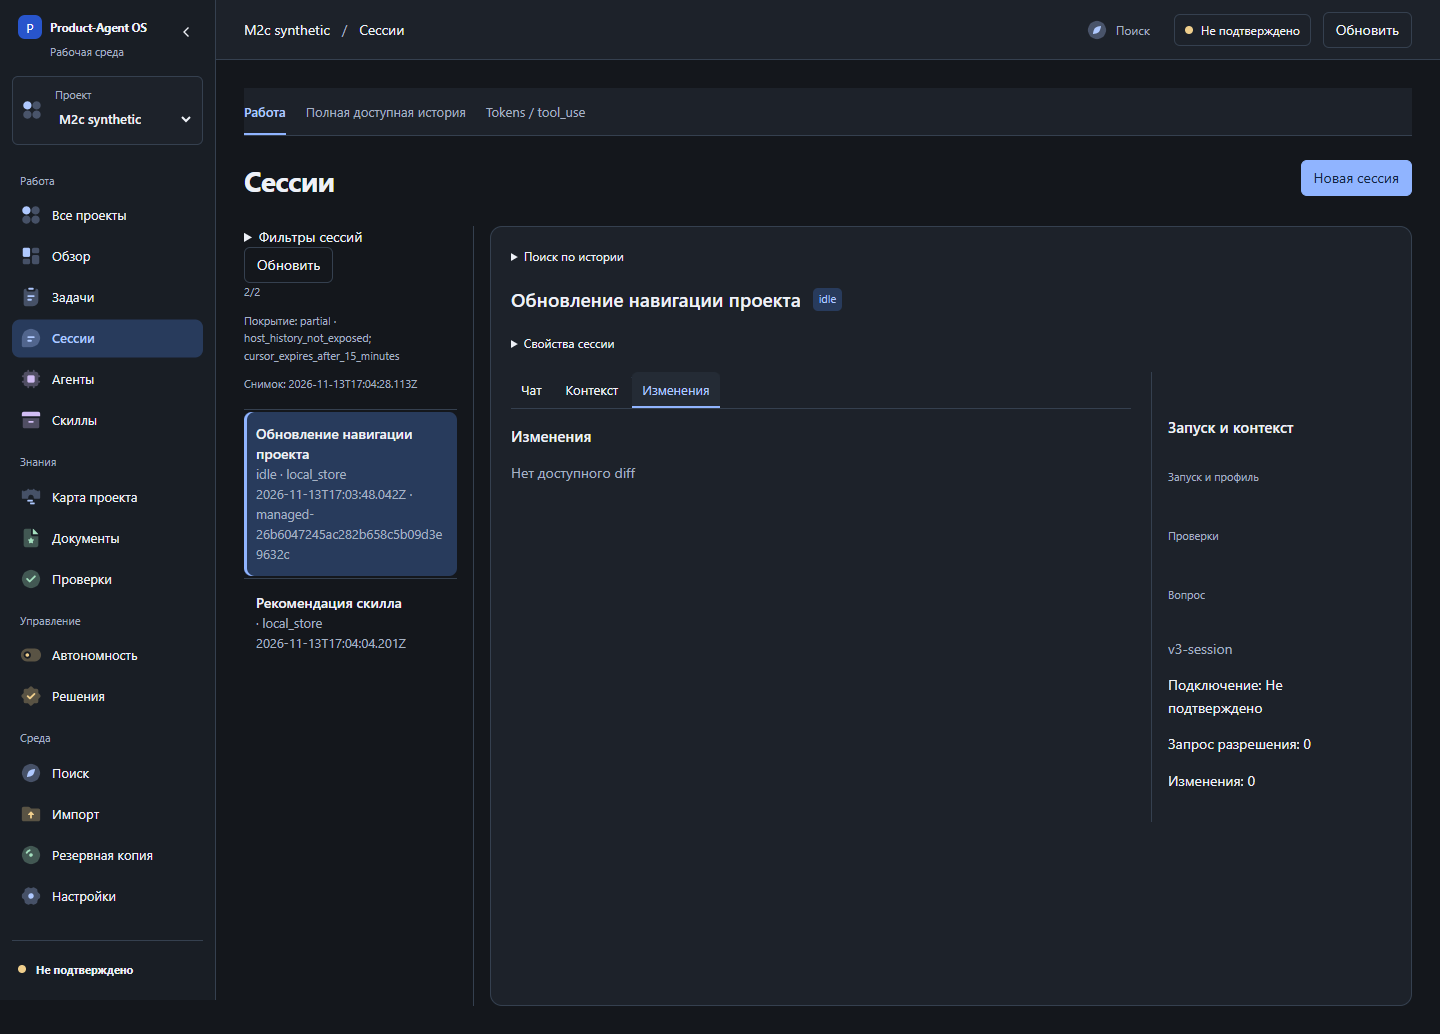 P
Product-Agent OS
Рабочая среда
Проект
M2c synthetic
Работа
Все проекты
Обзор
Задачи
Сессии
Агенты
Скиллы
Знания
Карта проекта
Документы
Проверки
Управление
Автономность
Решения
Среда
Поиск
Импорт
Резервная копия
Настройки
Не подтверждено
M2c synthetic / Сессии
Поиск
Не подтверждено
Обновить
Работа
Полная доступная история
Tokens / tool_use
Сессии
Новая сессия
Фильтры сессий
Обновить
2/2
Покрытие: partial ·
host_history_not_exposed;
cursor_expires_after_15_minutes
Снимок: 2026-11-13T17:04:28.113Z
Обновление навигации
проекта
idle · local_store
2026-11-13T17:03:48.042Z ·
managed-
26b6047245ac282b658c5b09d3e
9632c
Рекомендация скилла
· local_store
2026-11-13T17:04:04.201Z
Поиск по истории
Обновление навигации проекта
idle
Свойства сессии
Чат
Контекст
Изменения
Изменения
Нет доступного diff
Запуск и контекст
Запуск и профиль
Проверки
Вопрос
v3-session
Подключение: Не
подтверждено
Запрос разрешения: 0
Изменения: 0